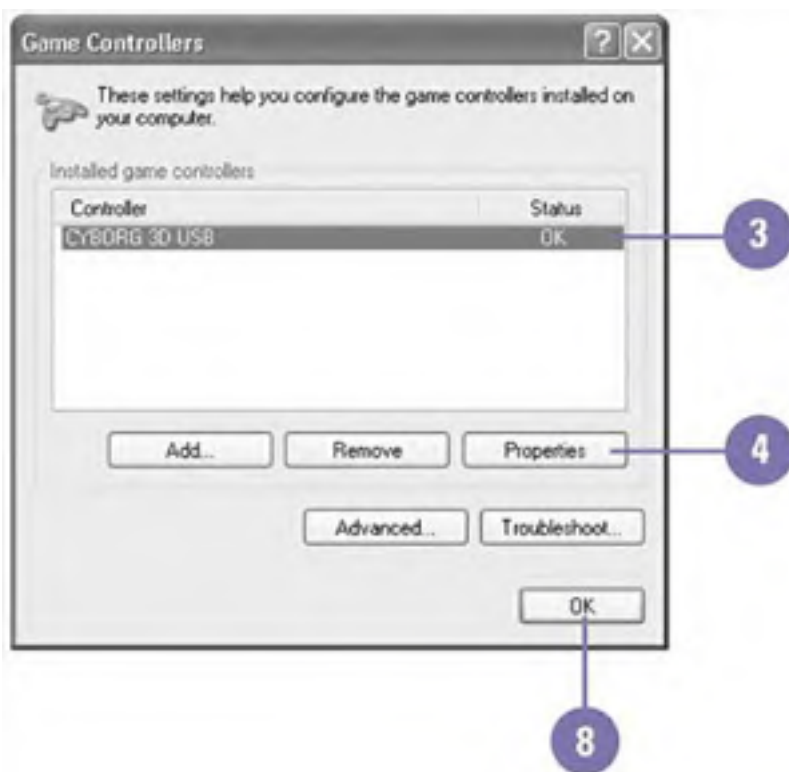 Game Controllers
These settings help you configure the game controllers installed on
your computer.
Installed game controllers
Controller Status
CYBORG 3D USB OK
3
Add... Remove Properties
4
Advanced... Troubleshoot...
OK
8